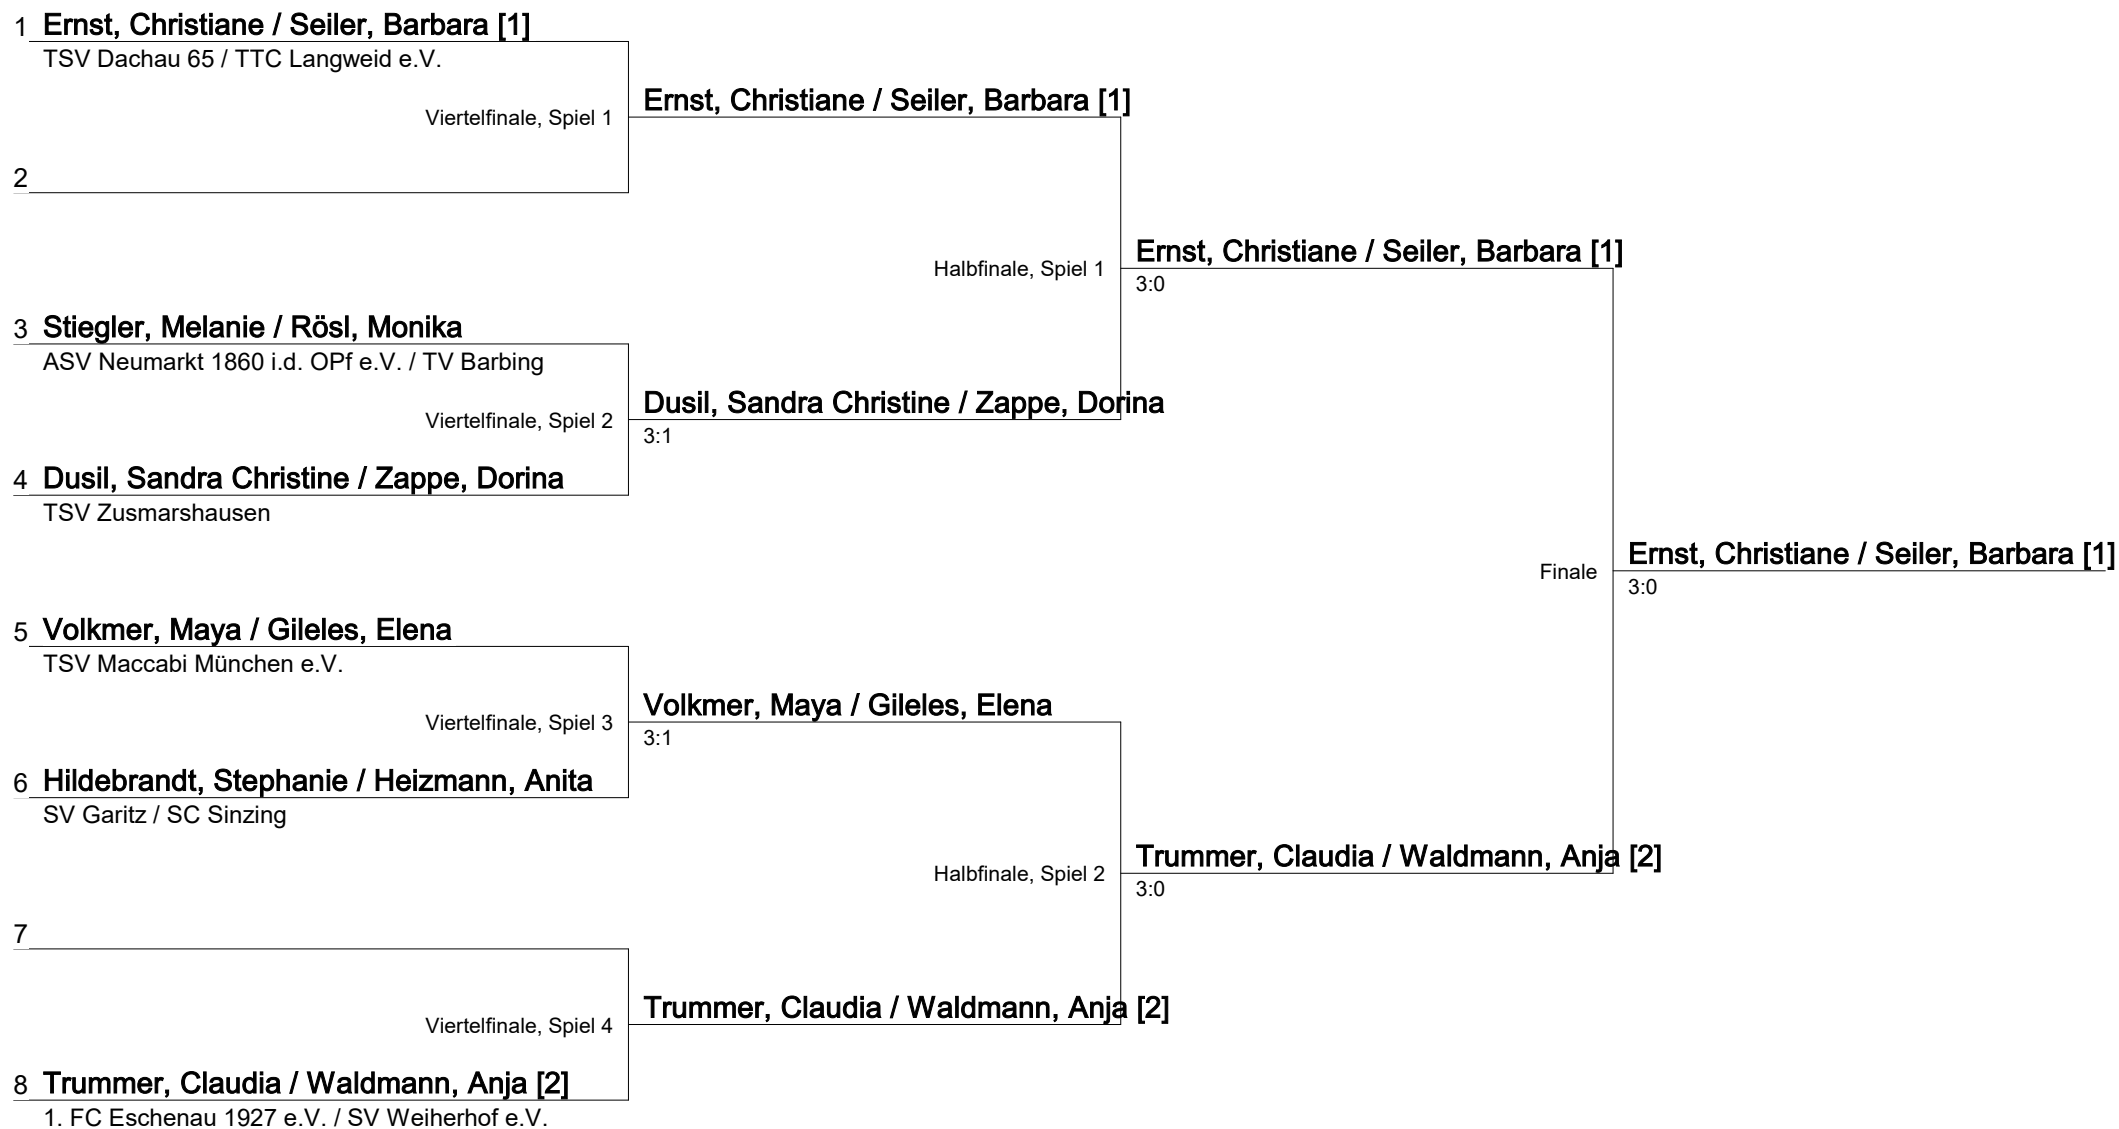 1 Ernst, Christiane / Seiler, Barbara [1]
TSV Dachau 65 / TTC Langweid e.V.
Viertelfinale, Spiel 1
Ernst, Christiane / Seiler, Barbara [1]
2
Halbfinale, Spiel 1
Ernst, Christiane / Seiler, Barbara [1]
3:0
3 Stiegler, Melanie / Rösl, Monika
ASV Neumarkt 1860 i.d. OPf e.V. / TV Barbing
Viertelfinale, Spiel 2
Dusil, Sandra Christine / Zappe, Dorina
3:1
4 Dusil, Sandra Christine / Zappe, Dorina
TSV Zusmarshausen
Finale
Ernst, Christiane / Seiler, Barbara [1]
3:0
5 Volkmer, Maya / Gileles, Elena
TSV Maccabi München e.V.
Viertelfinale, Spiel 3
Volkmer, Maya / Gileles, Elena
3:1
6 Hildebrandt, Stephanie / Heizmann, Anita
SV Garitz / SC Sinzing
Halbfinale, Spiel 2
Trummer, Claudia / Waldmann, Anja [2]
3:0
7
Viertelfinale, Spiel 4
Trummer, Claudia / Waldmann, Anja [2]
8 Trummer, Claudia / Waldmann, Anja [2]
1. FC Eschenau 1927 e.V. / SV Weiherhof e.V.